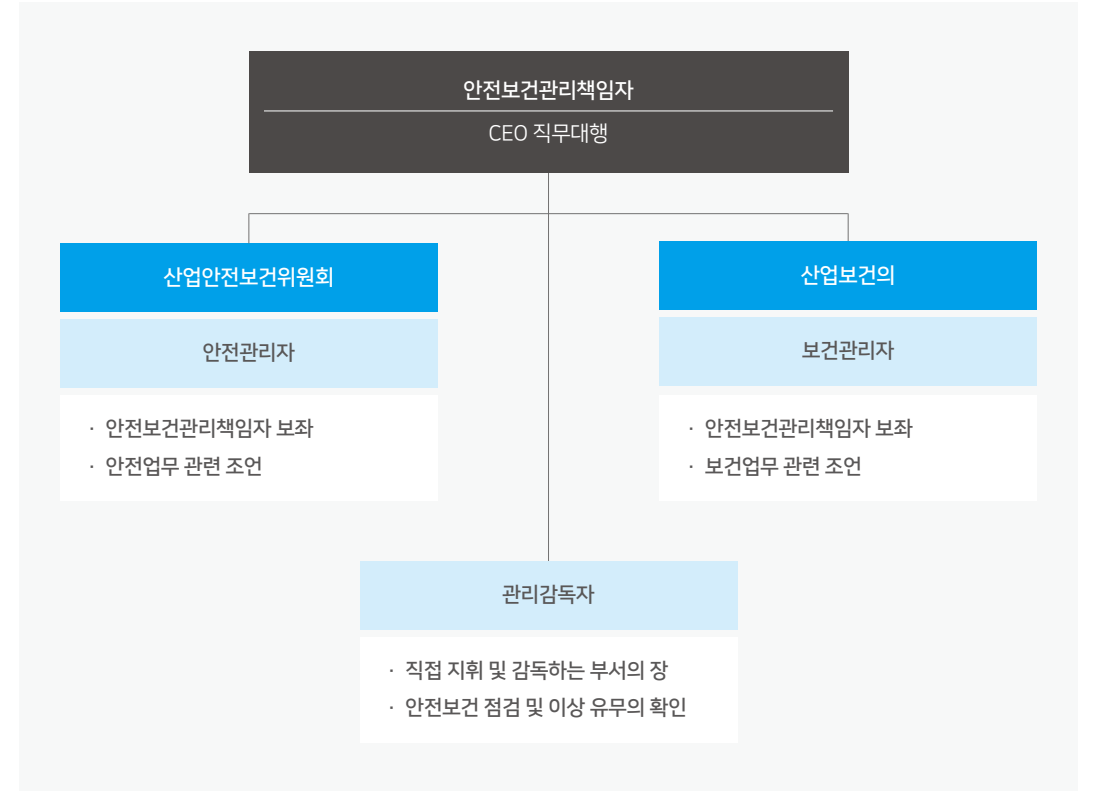 안전보건관리책임자
CEO 직무대행
산업안전보건위원회
안전관리자
· 안전보건관리책임자 보좌
· 안전업무 관련 조언
산업보건의
보건관리자
· 안전보건관리책임자 보좌
· 보건업무 관련 조언
관리감독자
· 직접 지휘 및 감독하는 부서의 장
· 안전보건 점검 및 이상 유무의 확인